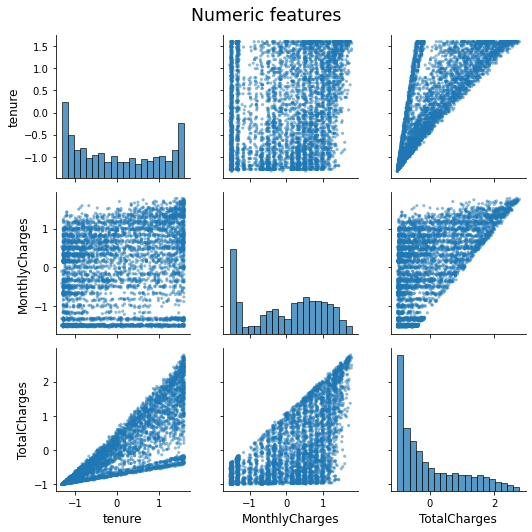 Numeric features
tenure
1.5
1.0
0.5
0.0
−0.5
−1.0
MonthlyCharges
1
0
−1
TotalCharges
2
1
0
−1
−1 0 1
−1 0 1
0 2
tenure MonthlyCharges TotalCharges